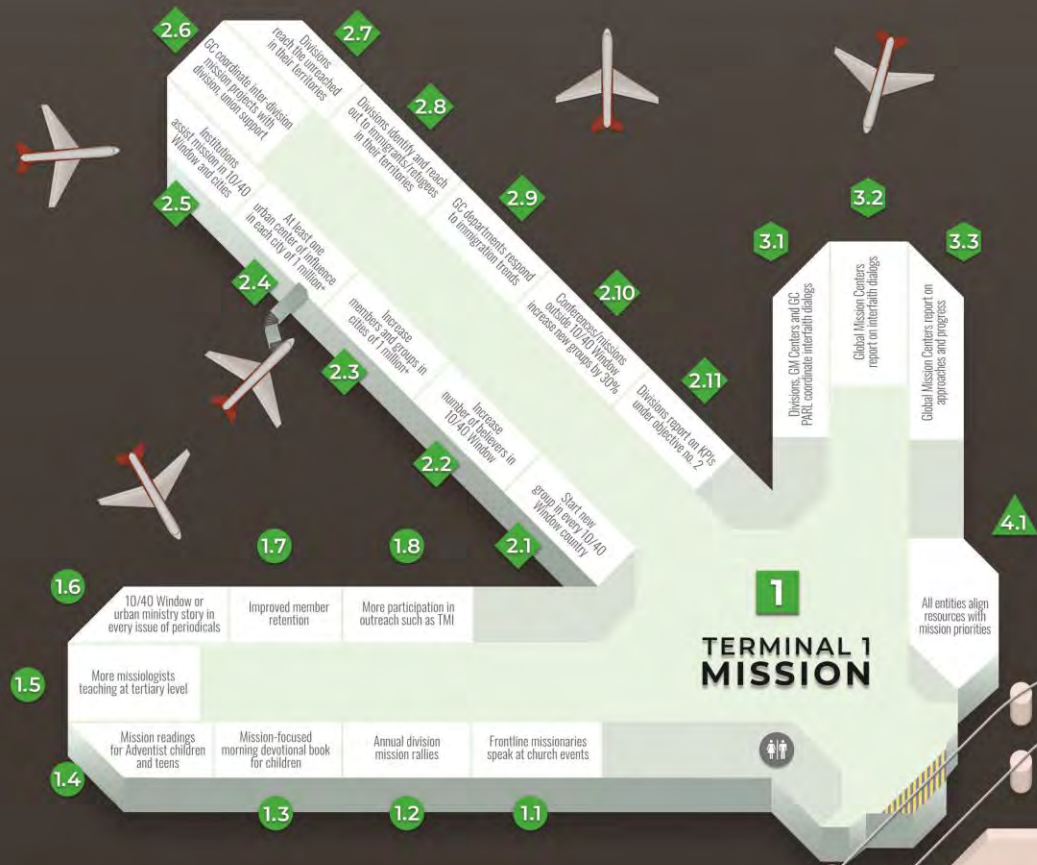 2.6
2.7
2.8
2.9
2.10
2.11
2.5
2.4
2.3
2.2
2.1
GC coordinate inter-division
mission projects with
division, union support
Divisions
reach the unreached
in their territories
Divisions identify and reach
out to immigrants/refugees
in their territories
GC departments respond
to immigration trends
Conferences/missions
outside 10/40 Window
increase new groups by 30%
Divisions report on KPIs
under objective no. 2
Institutions
assist mission in 10/40
Window and cities
At least one
urban center of influence
in each city of 1 million+
Increase
members and groups in
cities of 1 million+
Increase
number of believers in
10/40 Window
Start new
group in every 10/40
Window country
3.1
3.2
3.3
Divisions, GM Centers and GC
PARL coordinate interfaith dialogs
Global Mission Centers
report on interfaith dialogs
Global Mission Centers report on
approaches and progress
4.1
All entities align
resources with
mission priorities
1
TERMINAL 1
MISSION
1.6
1.7
1.8
10/40 Window or
urban ministry story in
every issue of periodicals
Improved member
retention
More participation in
outreach such as TMI
1.5
More missiologists
teaching at tertiary level
Mission readings
for Adventist children
and teens
Mission-focused
morning devotional book
for children
Annual division
mission rallies
Frontline missionaries
speak at church events
1.4
1.3
1.2
1.1